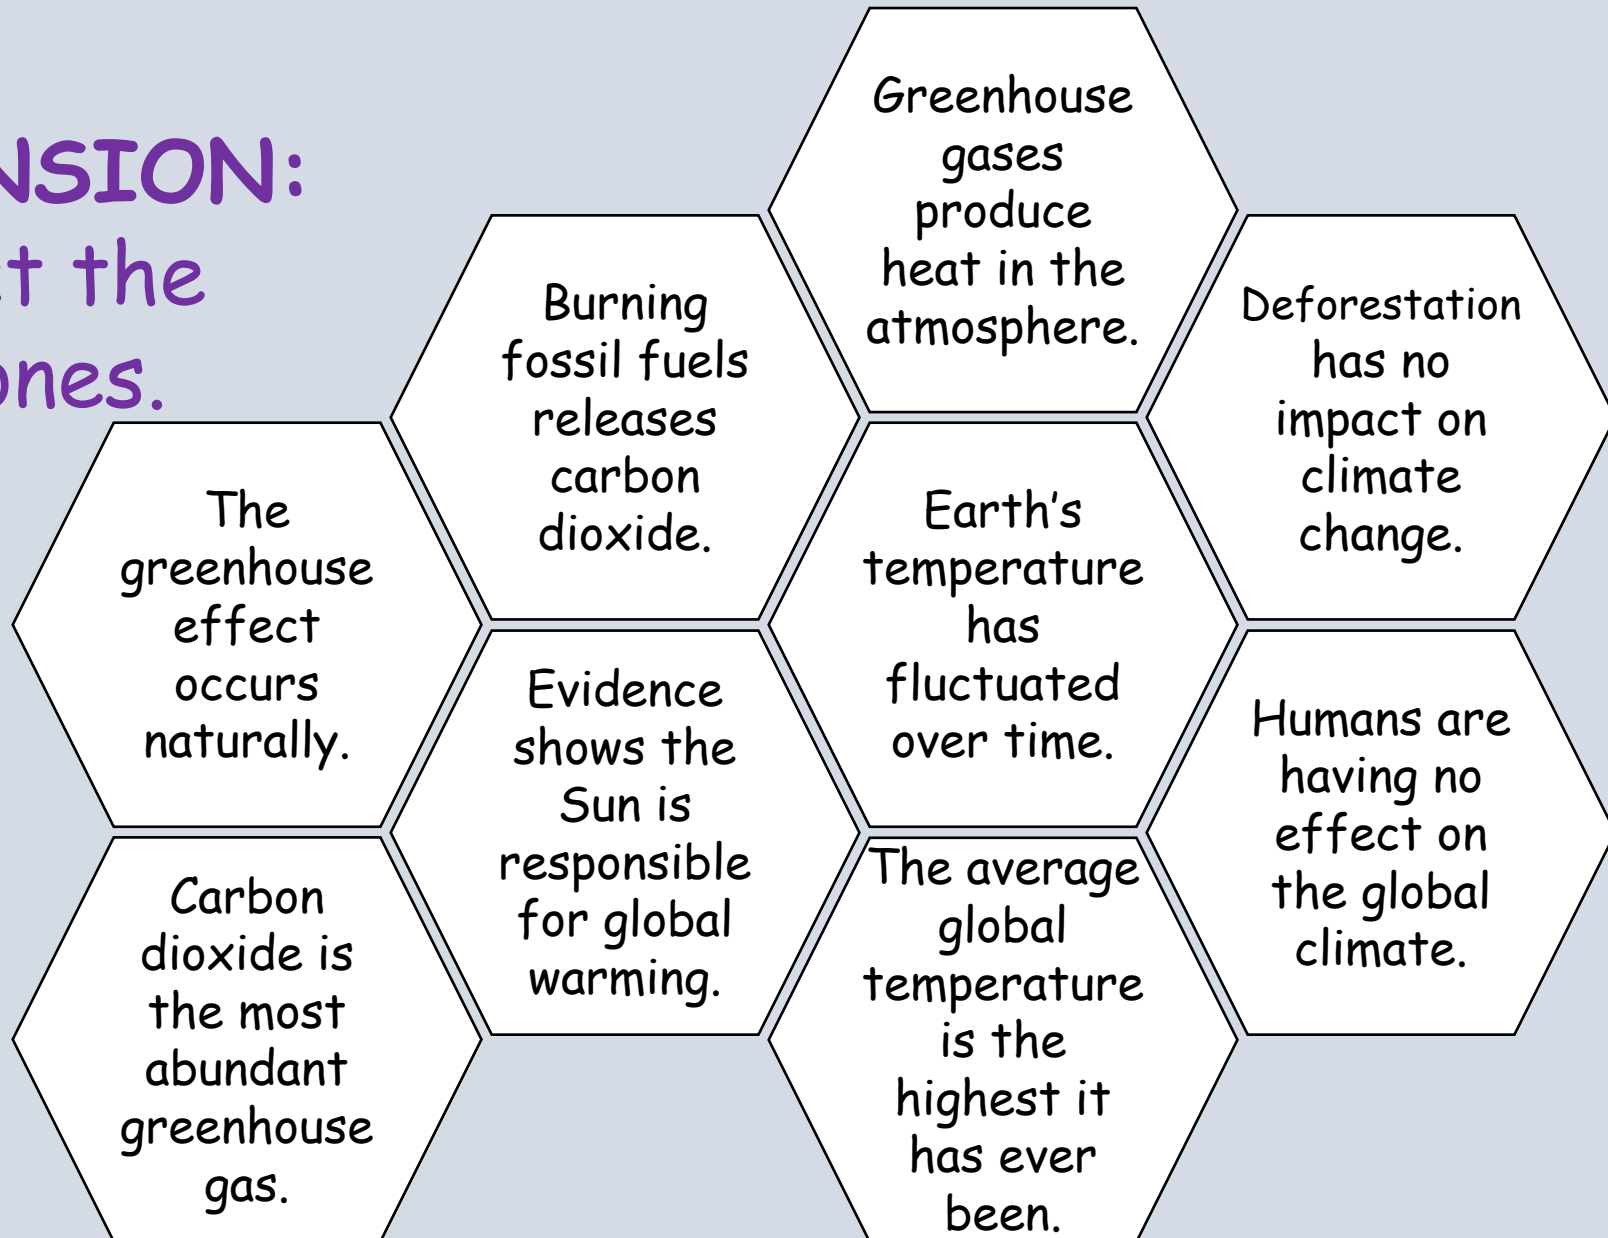 NSION:
the
ones.
Greenhouse
gases
produce
heat in the
atmosphere.
Burning
fossil fuels
releases
carbon
dioxide.
Deforestation
has no
impact on
climate
change.
The
greenhouse
effect
occurs
naturally.
Earth's
temperature
has
fluctuated
over time.
Evidence
shows the
Sun is
responsible
for global
warming.
Humans are
having no
effect on
the global
climate.
Carbon
dioxide is
the most
abundant
greenhouse
gas.
The average
global
temperature
is the
highest it
has ever
been.